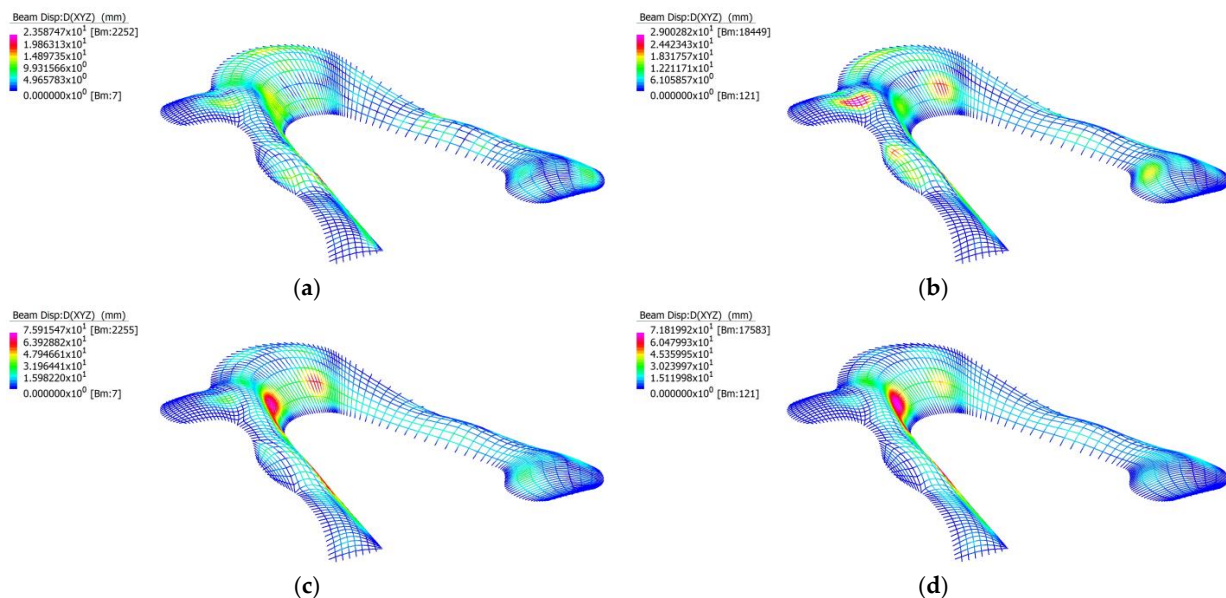 Beam Disp:D(XYZ) (mm)
2.358747x10¹ [Bm:2252]
1.986313x10¹
1.489735x10¹
9.931566x10⁰
4.965783x10⁰
0.000000x10⁰ [Bm:7]
(a)
Beam Disp:D(XYZ) (mm)
2.900282x10¹ [Bm:18449]
2.442343x10¹
1.831757x10¹
1.221171x10¹
6.105857x10⁰
0.000000x10⁰ [Bm:121]
(b)
Beam Disp:D(XYZ) (mm)
7.591547x10¹ [Bm:2255]
6.392882x10¹
4.794661x10¹
3.196441x10¹
1.598220x10¹
0.000000x10⁰ [Bm:7]
(c)
Beam Disp:D(XYZ) (mm)
7.181992x10¹ [Bm:17583]
6.047993x10¹
4.535995x10¹
3.023997x10¹
1.511998x10¹
0.000000x10⁰ [Bm:121]
(d)